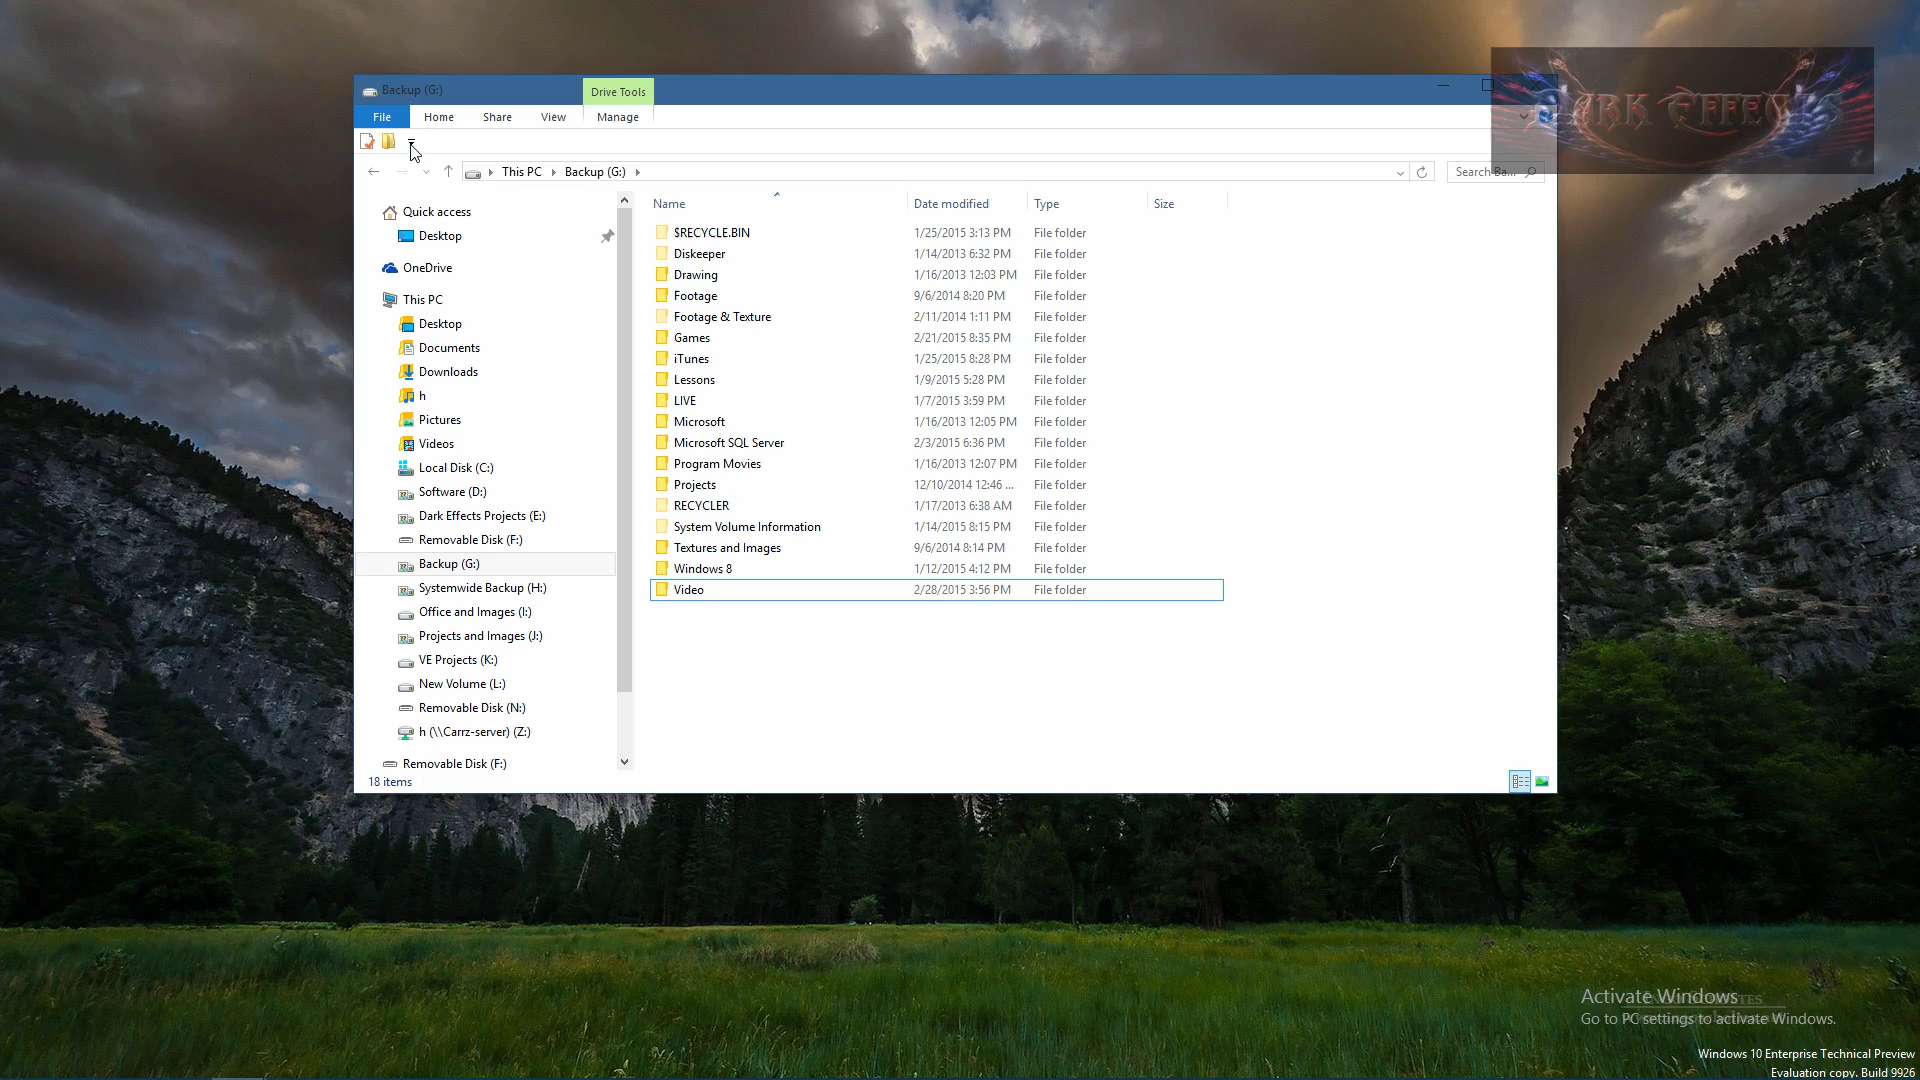 Backup (G:)
Drive Tools
File
Home
Share
View
Manage
DARK EFFECTS
This PC
Backup (G:)
Search Ba...
Quick access
Desktop
OneDrive
This PC
Desktop
Documents
Downloads
h
Pictures
Videos
Local Disk (C:)
Software (D:)
Dark Effects Projects (E:)
Removable Disk (F:)
Backup (G:)
Systemwide Backup (H:)
Office and Images (I:)
Projects and Images (J:)
VE Projects (K:)
New Volume (L:)
Removable Disk (N:)
h (\\Carrz-server) (Z:)
Removable Disk (F:)
Name Date modified Type Size
$RECYCLE.BIN 1/25/2015 3:13 PM File folder
Diskeeper 1/14/2013 6:32 PM File folder
Drawing 1/16/2013 12:03 PM File folder
Footage 9/6/2014 8:20 PM File folder
Footage & Texture 2/11/2014 1:11 PM File folder
Games 2/21/2015 8:35 PM File folder
iTunes 1/25/2015 8:28 PM File folder
Lessons 1/9/2015 5:28 PM File folder
LIVE 1/7/2015 3:59 PM File folder
Microsoft 1/16/2013 12:05 PM File folder
Microsoft SQL Server 2/3/2015 6:36 PM File folder
Program Movies 1/16/2013 12:07 PM File folder
Projects 12/10/2014 12:46 ... File folder
RECYCLER 1/17/2013 6:38 AM File folder
System Volume Information 1/14/2015 8:15 PM File folder
Textures and Images 9/6/2014 8:14 PM File folder
Windows 8 1/12/2015 4:12 PM File folder
Video 2/28/2015 3:56 PM File folder
18 items
Activate Windows
Go to PC settings to activate Windows.
Windows 10 Enterprise Technical Preview
Evaluation copy. Build 9926